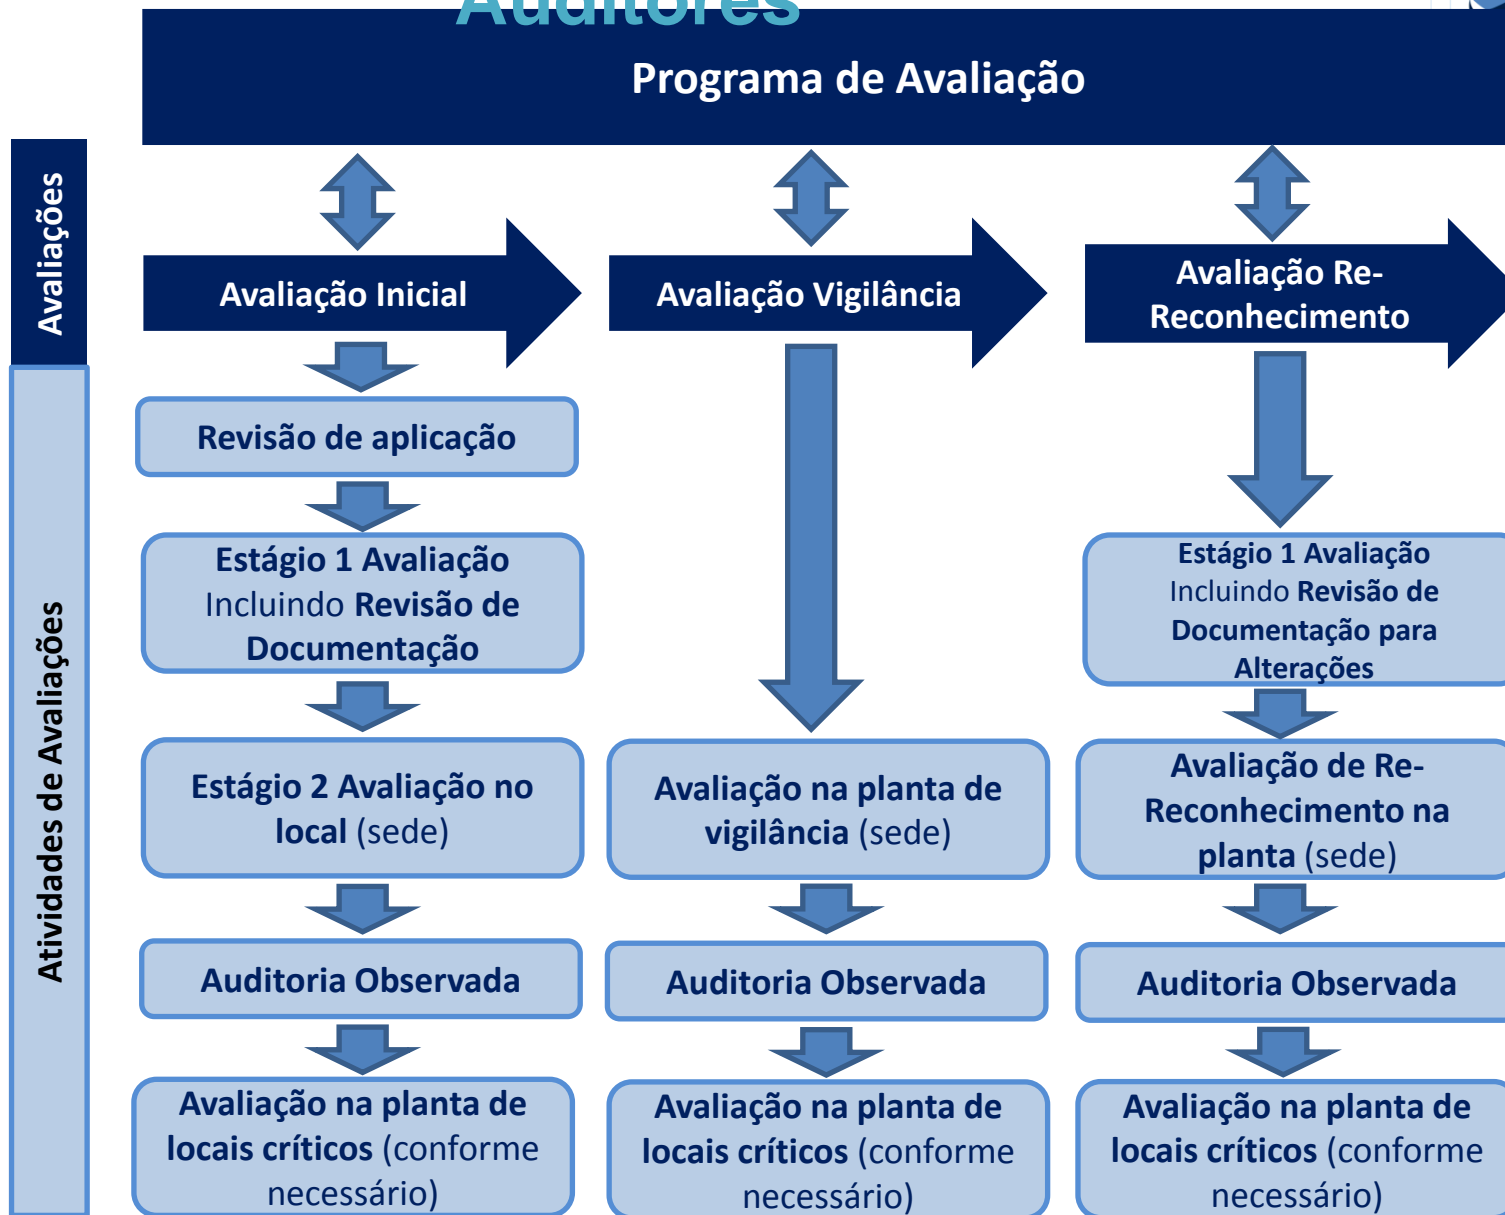 Auditores
Programa de Avaliação
Avaliações
Avaliação Inicial
Avaliação Vigilância
Avaliação Re-
Reconhecimento
Atividades de Avaliações
Revisão de aplicação
Estágio 1 Avaliação
Incluindo Revisão de
Documentação
Estágio 2 Avaliação no
local (sede)
Auditoria Observada
Avaliação na planta de
locais críticos (conforme
necessário)
Avaliação na planta de
vigilância (sede)
Auditoria Observada
Avaliação na planta de
locais críticos (conforme
necessário)
Estágio 1 Avaliação
Incluindo Revisão de
Documentação para
Alterações
Avaliação de Re-
Reconhecimento na
planta (sede)
Auditoria Observada
Avaliação na planta de
locais críticos (conforme
necessário)